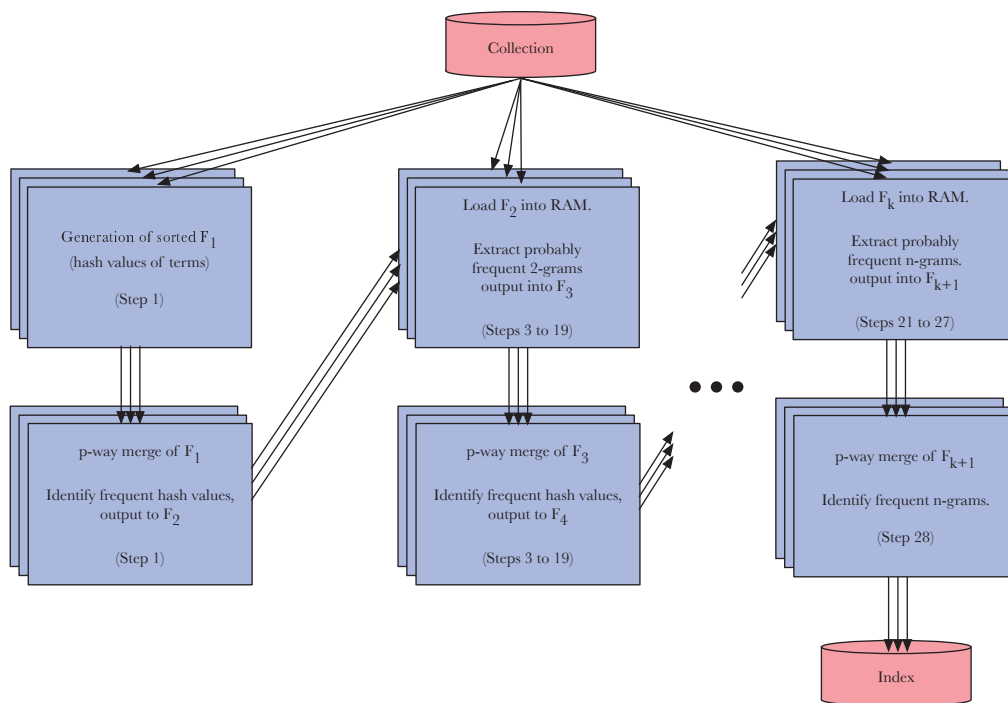 Collection
Generation of sorted F1
(hash values of terms)
(Step 1)
Load F2 into RAM.
Extract probably
frequent 2-grams
output into F3
(Steps 3 to 19)
Load Fk into RAM.
Extract probably
frequent n-grams.
output into Fk+1
(Steps 21 to 27)
p-way merge of F1
Identify frequent hash values,
output to F2
(Step 1)
p-way merge of F3
Identify frequent hash values,
output to F4
(Steps 3 to 19)
p-way merge of Fk+1
Identify frequent n-grams.
(Step 28)
Index